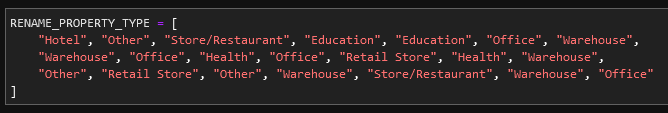 RENAME_PROPERTY_TYPE = [
    "Hotel", "Other", "Store/Restaurant", "Education", "Education", "Office", "Warehouse",
    "Warehouse", "Office", "Health", "Office", "Retail Store", "Health", "Warehouse",
    "Other", "Retail Store", "Other", "Warehouse", "Store/Restaurant", "Warehouse", "Office"
]